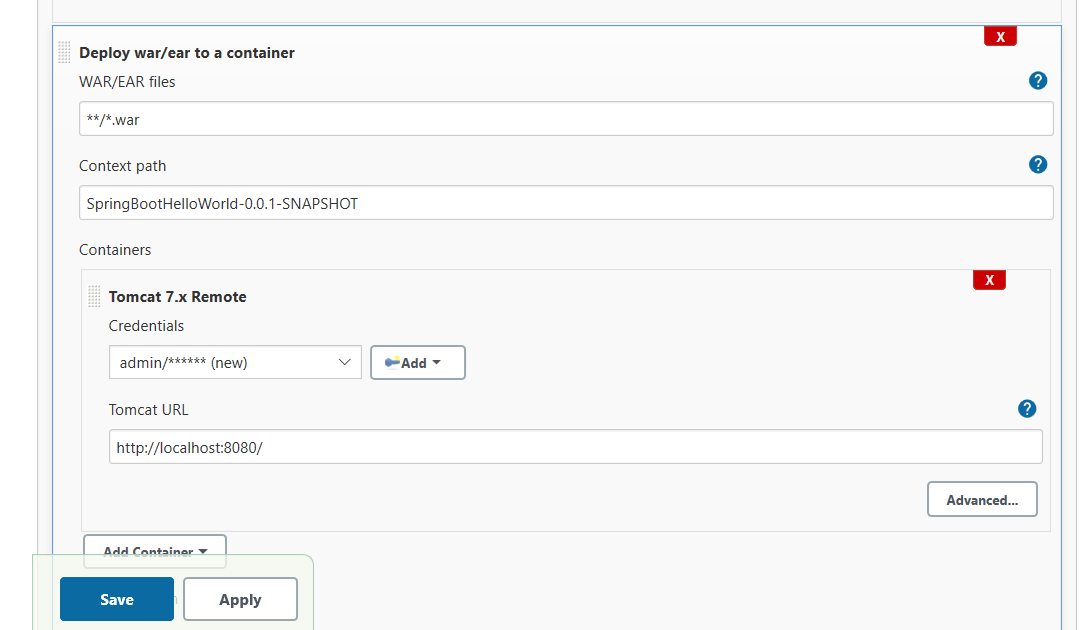 X
Deploy war/ear to a container
WAR/EAR files
?
**/*.war
Context path
?
SpringBootHelloWorld-0.0.1-SNAPSHOT
Containers
X
Tomcat 7.x Remote
Credentials
admin/****** (new)
Add
Tomcat URL
?
http://localhost:8080/
Advanced...
Add Container
Save
Apply